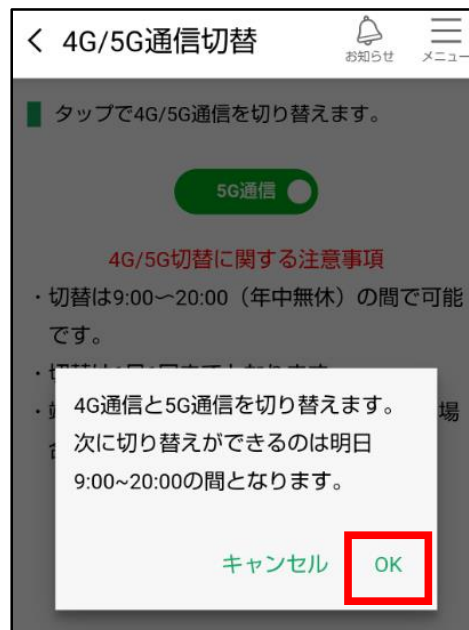 4G/5G通信切替
お知らせ
メニュー
タップで4G/5G通信を切り替えます。
5G通信
4G/5G切替に関する注意事項
・切替は9:00〜20:00（年中無休）の間で可能
です。
場
4G通信と5G通信を切り替えます。
次に切り替えができるのは明日
9:00~20:00の間となります。
キャンセル
OK